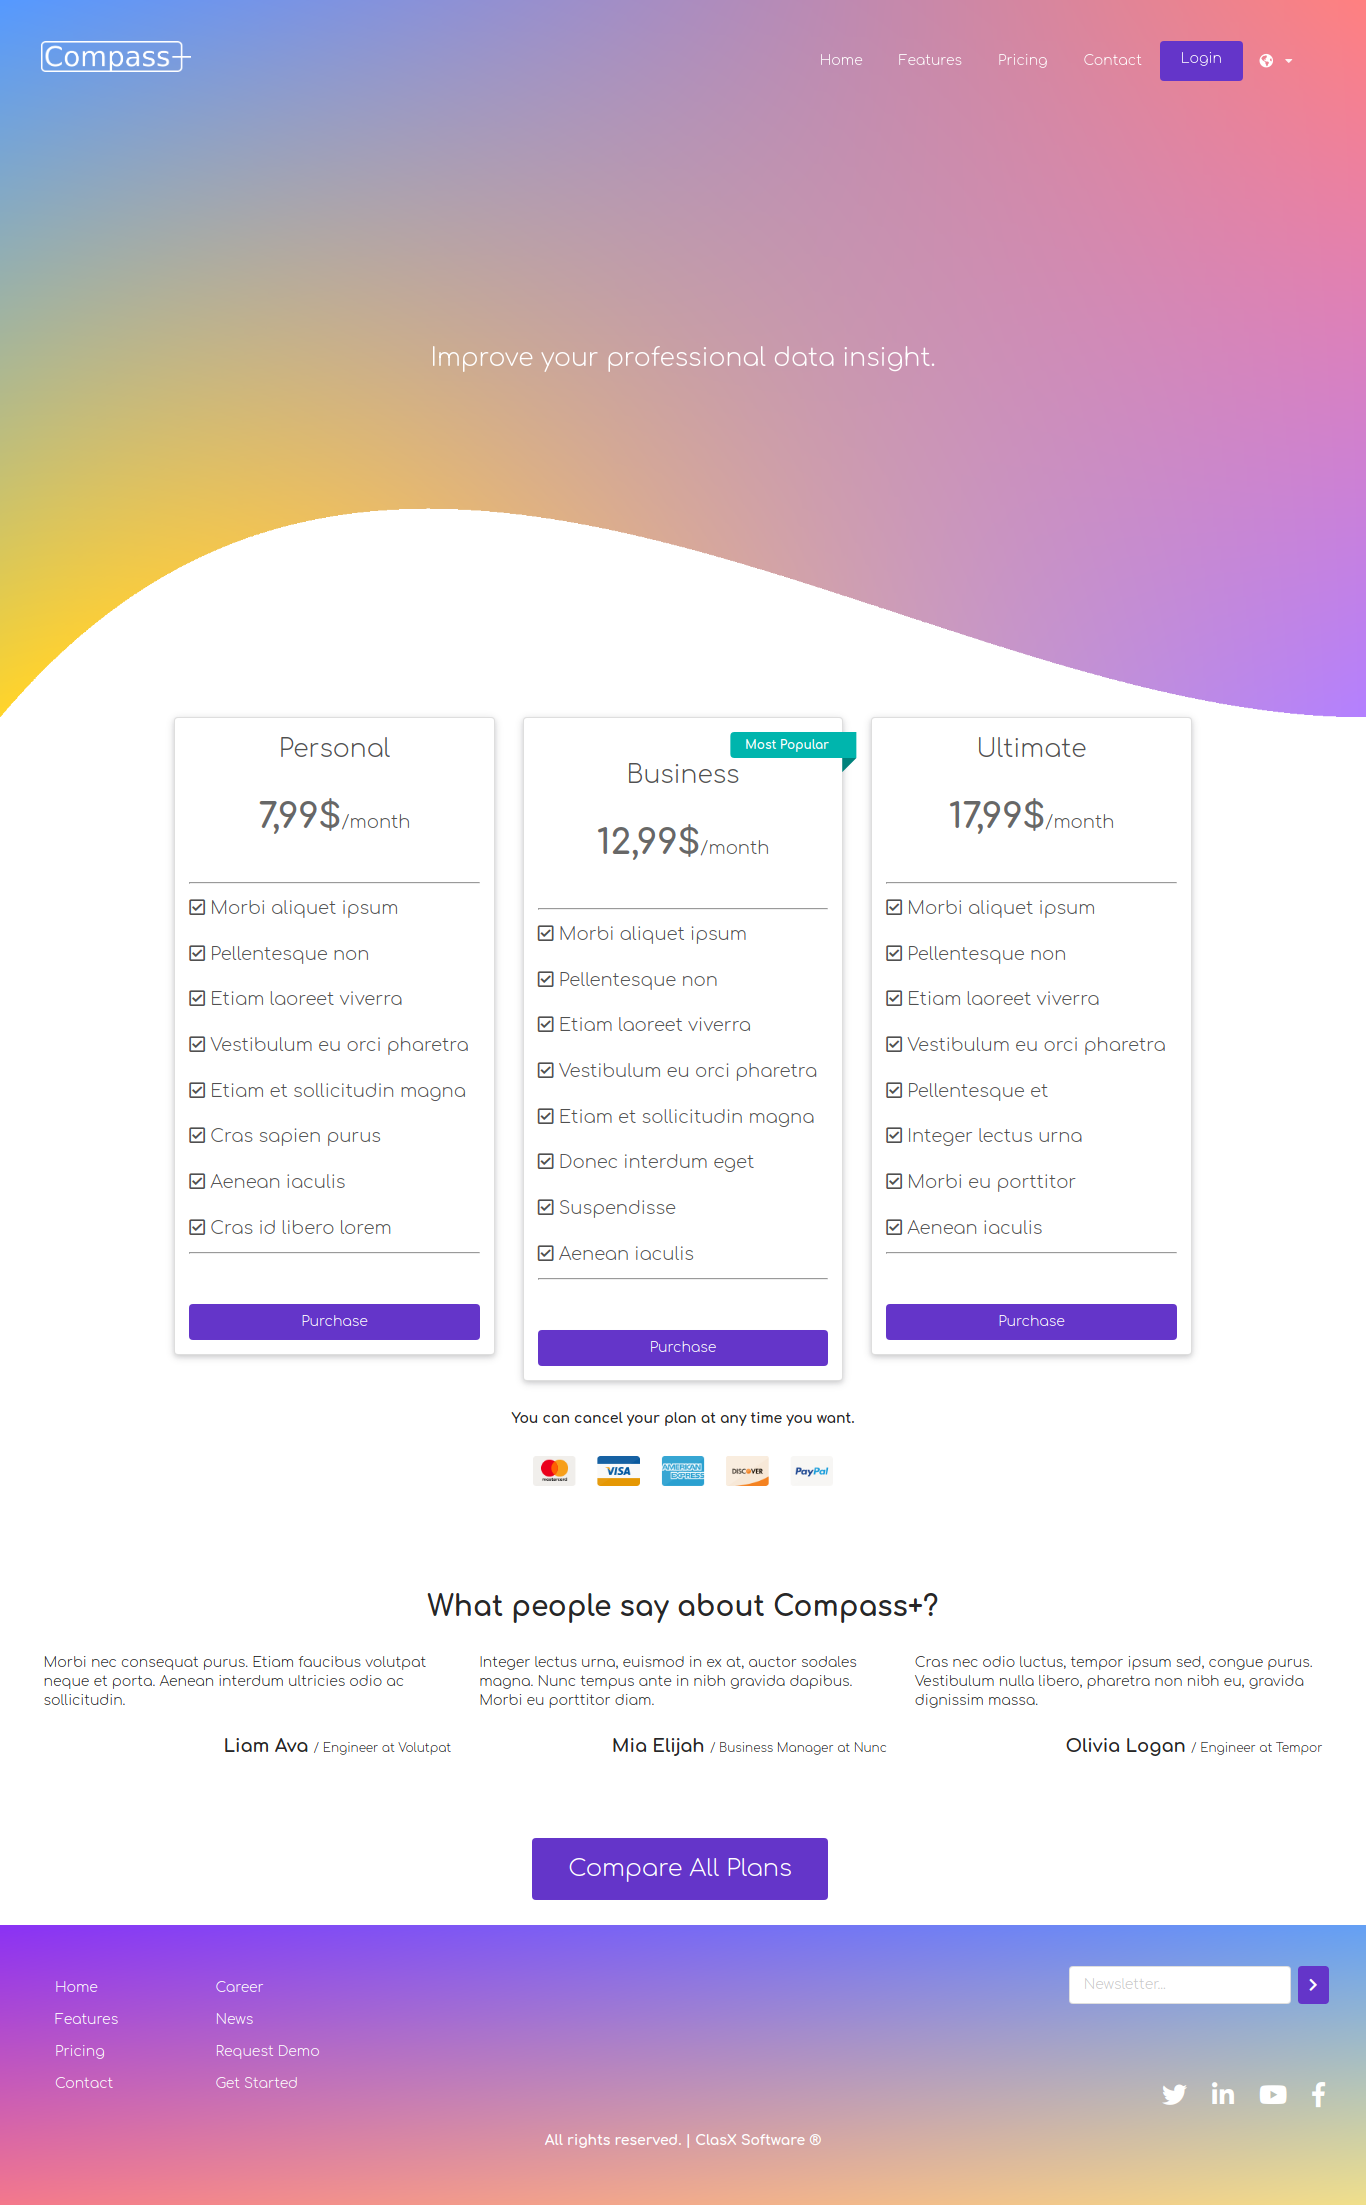 Compass+
Home Features Pricing Contact Login
Improve your professional data insight.
Personal
7,99$/month
Morbi aliquet ipsum
Pellentesque non
Etiam laoreet viverra
Vestibulum eu orci pharetra
Etiam et sollicitudin magna
Cras sapien purus
Aenean iaculis
Cras id libero lorem
Purchase
Most Popular
Business
12,99$/month
Morbi aliquet ipsum
Pellentesque non
Etiam laoreet viverra
Vestibulum eu orci pharetra
Etiam et sollicitudin magna
Donec interdum eget
Suspendisse
Aenean iaculis
Purchase
Ultimate
17,99$/month
Morbi aliquet ipsum
Pellentesque non
Etiam laoreet viverra
Vestibulum eu orci pharetra
Pellentesque et
Integer lectus urna
Morbi eu porttitor
Aenean iaculis
Purchase
You can cancel your plan at any time you want.
mastercard
VISA
AMERICAN
EXPRESS
DISCOVER
PayPal
What people say about Compass+?
Morbi nec consequat purus. Etiam faucibus volutpat
neque et porta. Aenean interdum ultricies odio ac
sollicitudin.
Liam Ava / Engineer at Volutpat
Integer lectus urna, euismod in ex at, auctor sodales
magna. Nunc tempus ante in nibh gravida dapibus.
Morbi eu porttitor diam.
Mia Elijah / Business Manager at Nunc
Cras nec odio luctus, tempor ipsum sed, congue purus.
Vestibulum nulla libero, pharetra non nibh eu, gravida
dignissim massa.
Olivia Logan / Engineer at Tempor
Compare All Plans
Home
Features
Pricing
Contact
Career
News
Request Demo
Get Started
Newsletter...
All rights reserved. | ClasX Software ®